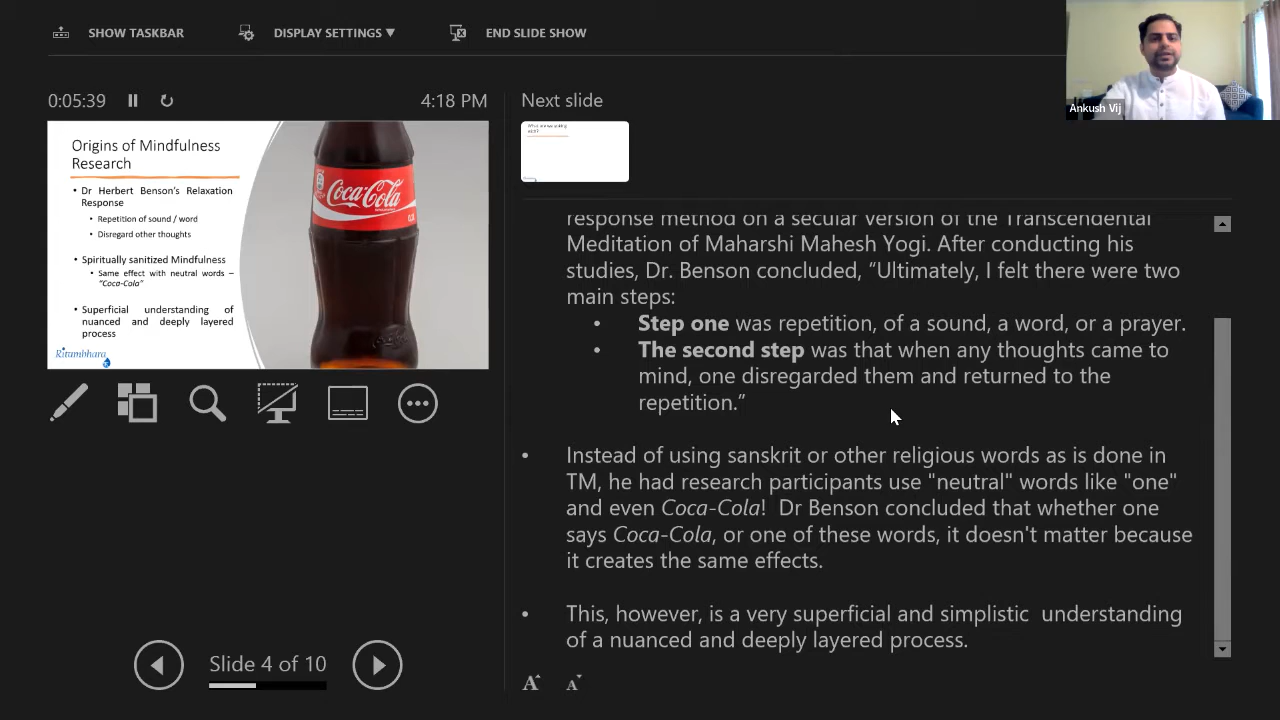 SHOW TASKBAR
DISPLAY SETTINGS ▼
END SLIDE SHOW
Ankush Vij
0:05:39
4:18 PM
Origins of Mindfulness
Research
• Dr Herbert Benson's Relaxation
Response
• Repetition of sound / word
• Disregard other thoughts
• Spiritually sanitized Mindfulness
• Same effect with neutral words –
"Coca-Cola"
• Superficial understanding of
nuanced and deeply layered
process
Ritambhara
Coca-Cola
Slide 4 of 10
Next slide
response method on a secular version of the Transcendental
Meditation of Maharshi Mahesh Yogi. After conducting his
studies, Dr. Benson concluded, “Ultimately, I felt there were two
main steps:
• Step one was repetition, of a sound, a word, or a prayer.
• The second step was that when any thoughts came to
mind, one disregarded them and returned to the
repetition.”
• Instead of using sanskrit or other religious words as is done in
TM, he had research participants use "neutral" words like "one"
and even Coca-Cola! Dr Benson concluded that whether one
says Coca-Cola, or one of these words, it doesn't matter because
it creates the same effects.
• This, however, is a very superficial and simplistic understanding
of a nuanced and deeply layered process.
A A